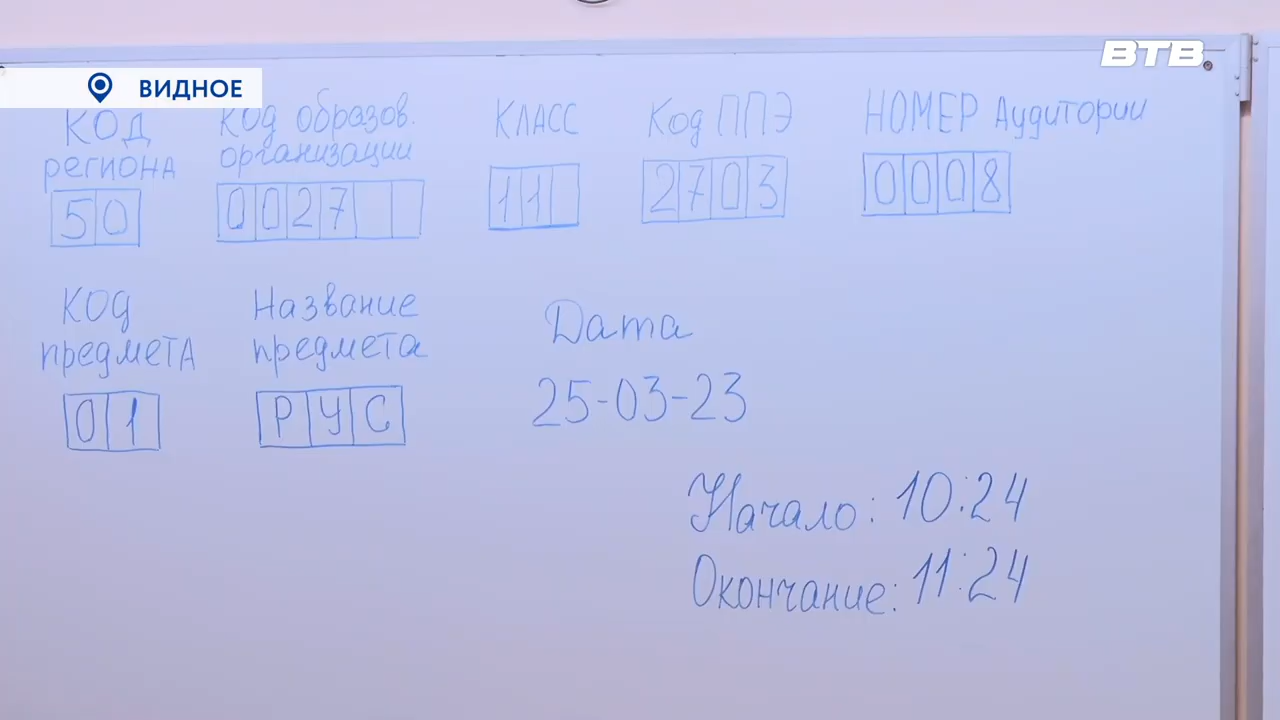 ВТВ
ВИДНОЕ
КОД региона
50
Код образов. организации
0027
КЛАСС
11
Код ППЭ
2703
НОМЕР Аудитории
0008
Код предмета
01
Название предмета
РУС
Дата
25-03-23
Начало: 10:24
Окончание: 11:24